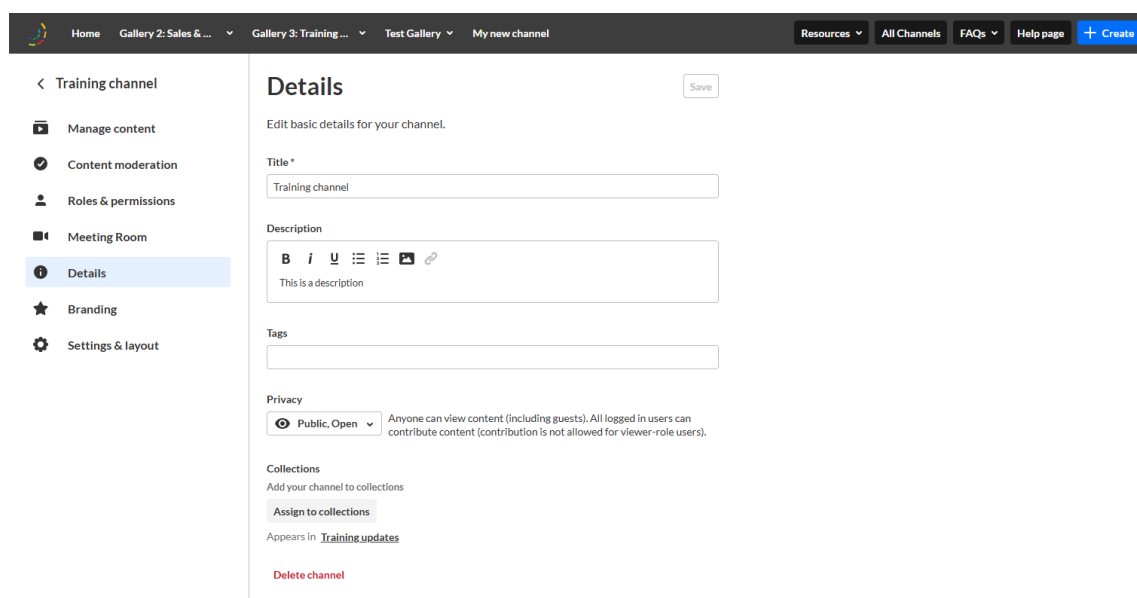 Home Gallery 2: Sales & ... Gallery 3: Training ... Test Gallery My new channel Resources All Channels FAQs Help page + Create
Training channel
Manage content
Content moderation
Roles & permissions
Meeting Room
Details
Branding
Settings & layout
Details
Save
Edit basic details for your channel.
Title *
Training channel
Description
B i U
This is a description
Tags
Privacy
Public, Open
Anyone can view content (including guests). All logged in users can
contribute content (contribution is not allowed for viewer-role users).
Collections
Add your channel to collections
Assign to collections
Appears in Training updates
Delete channel